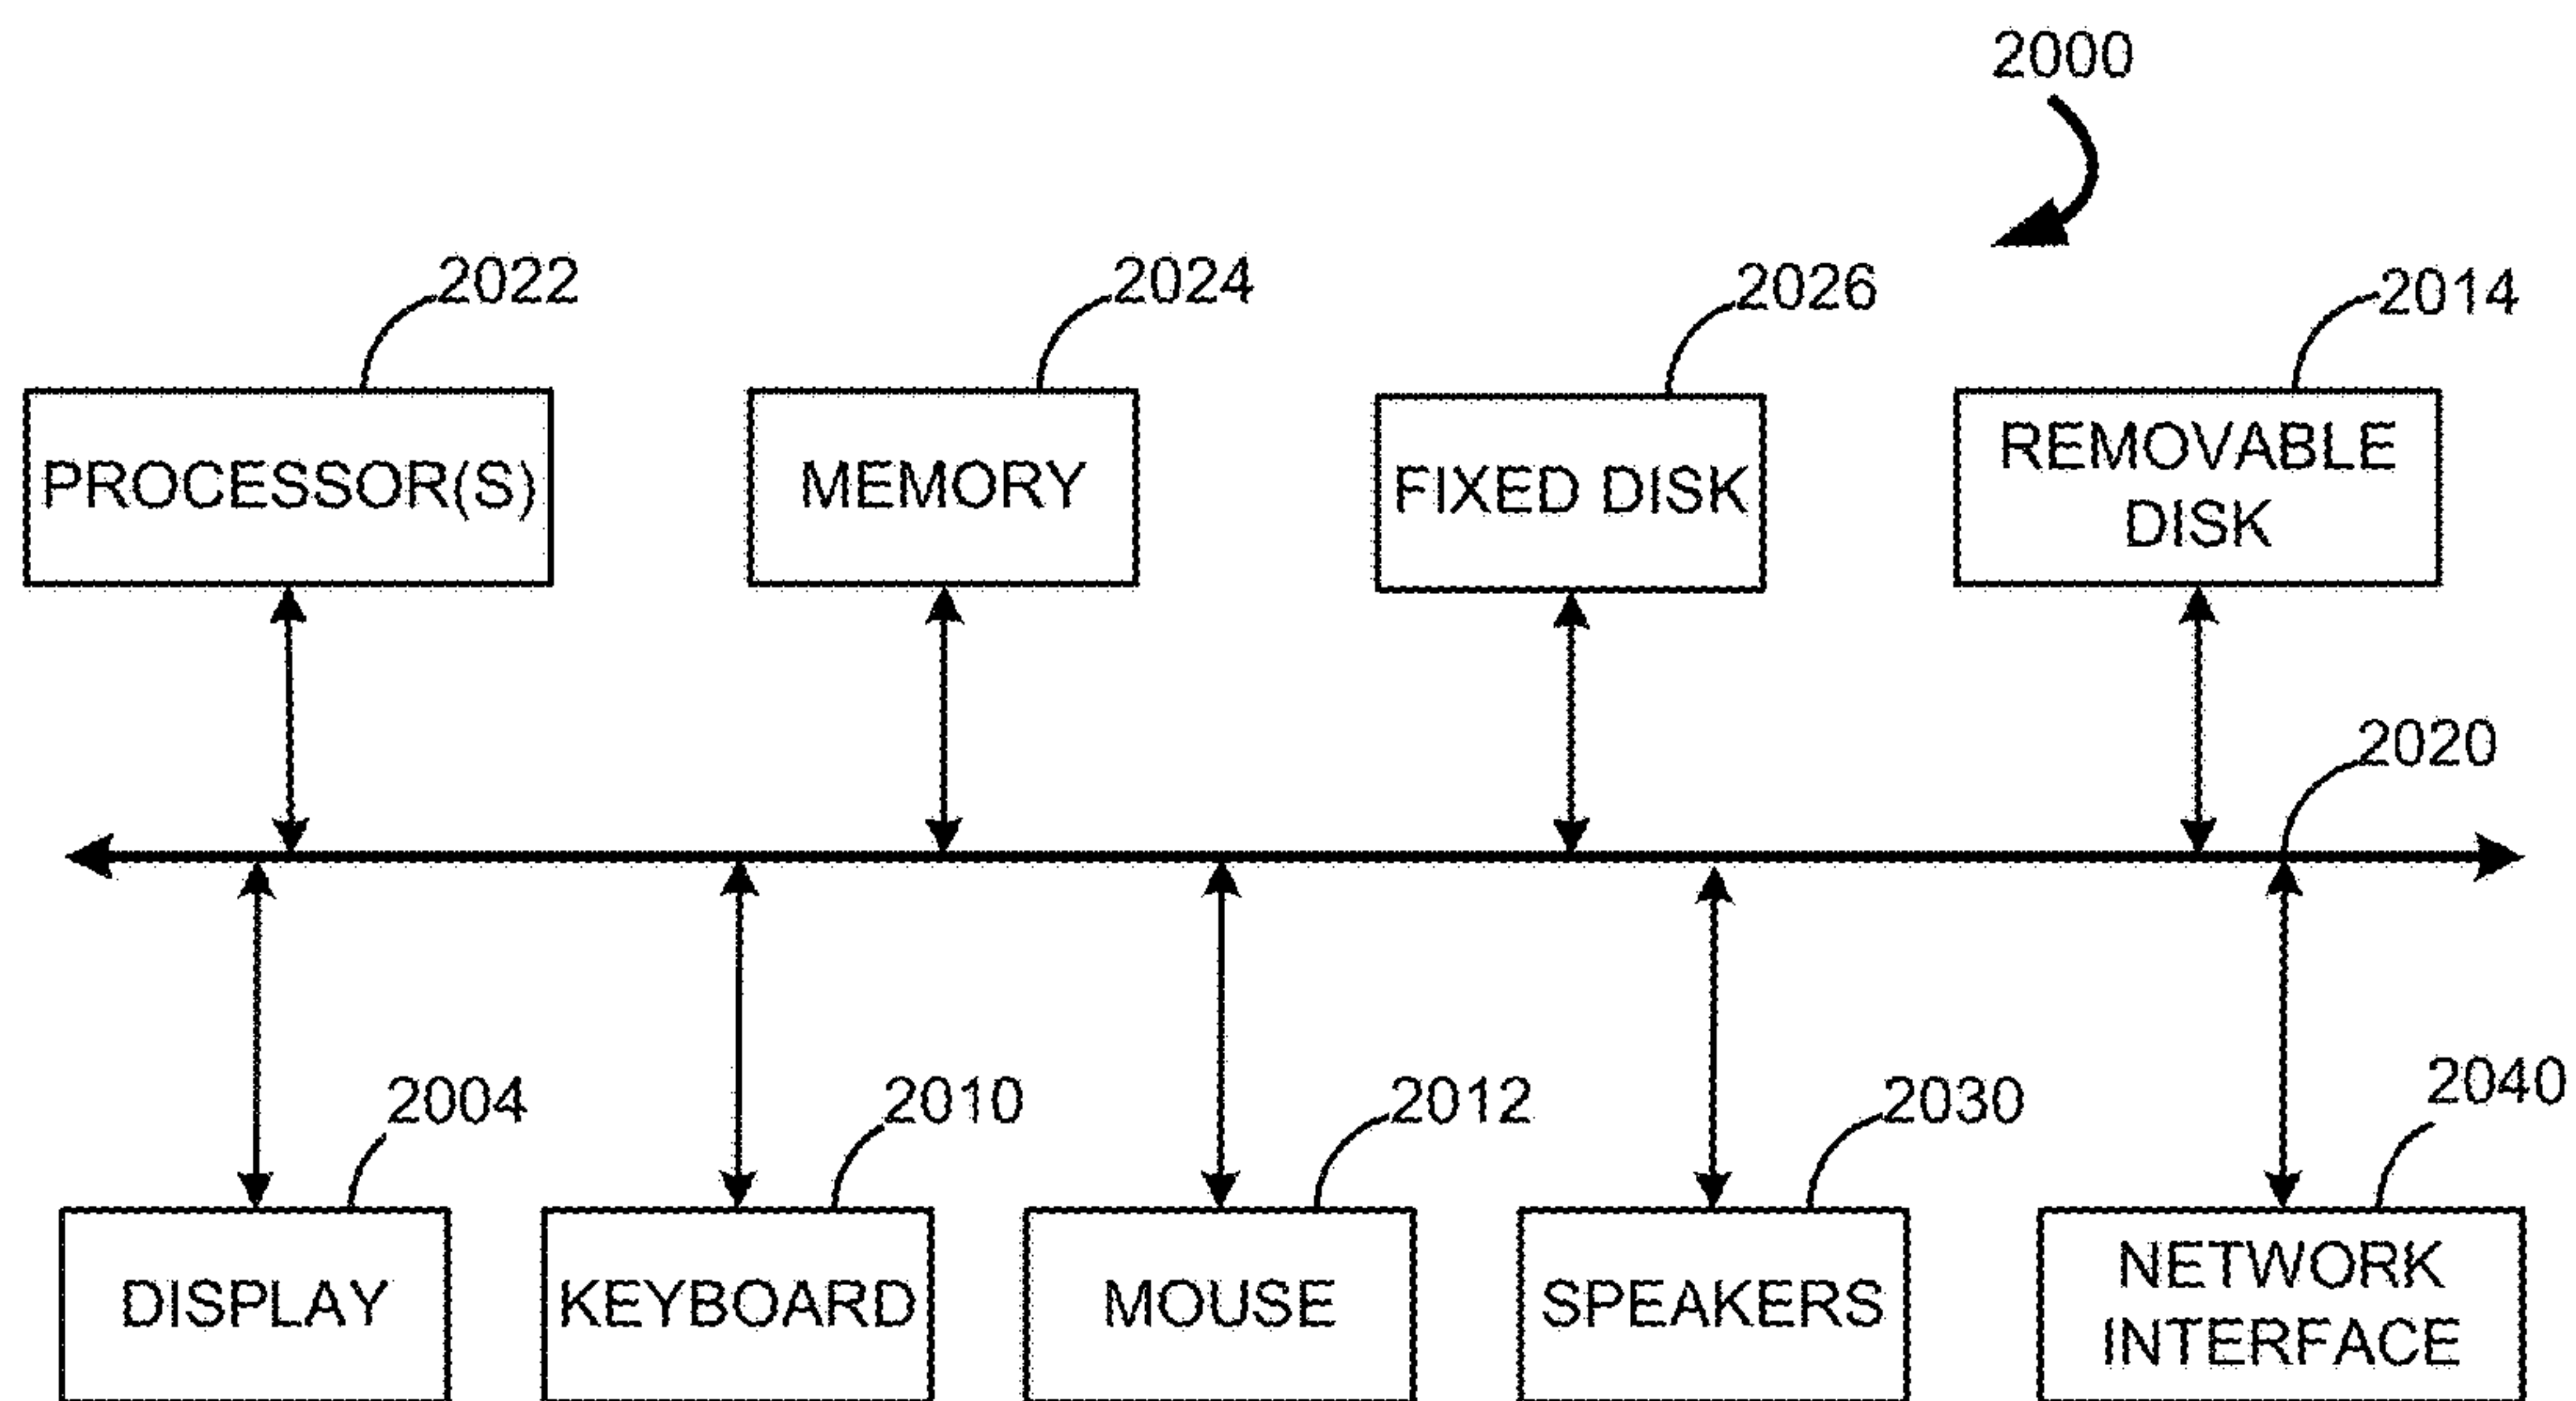 2000
2022
2024
2026
2014
PROCESSOR(S)
MEMORY
FIXED DISK
REMOVABLE
DISK
2020
2004
2010
2012
2030
2040
DISPLAY
KEYBOARD
MOUSE
SPEAKERS
NETWORK
INTERFACE